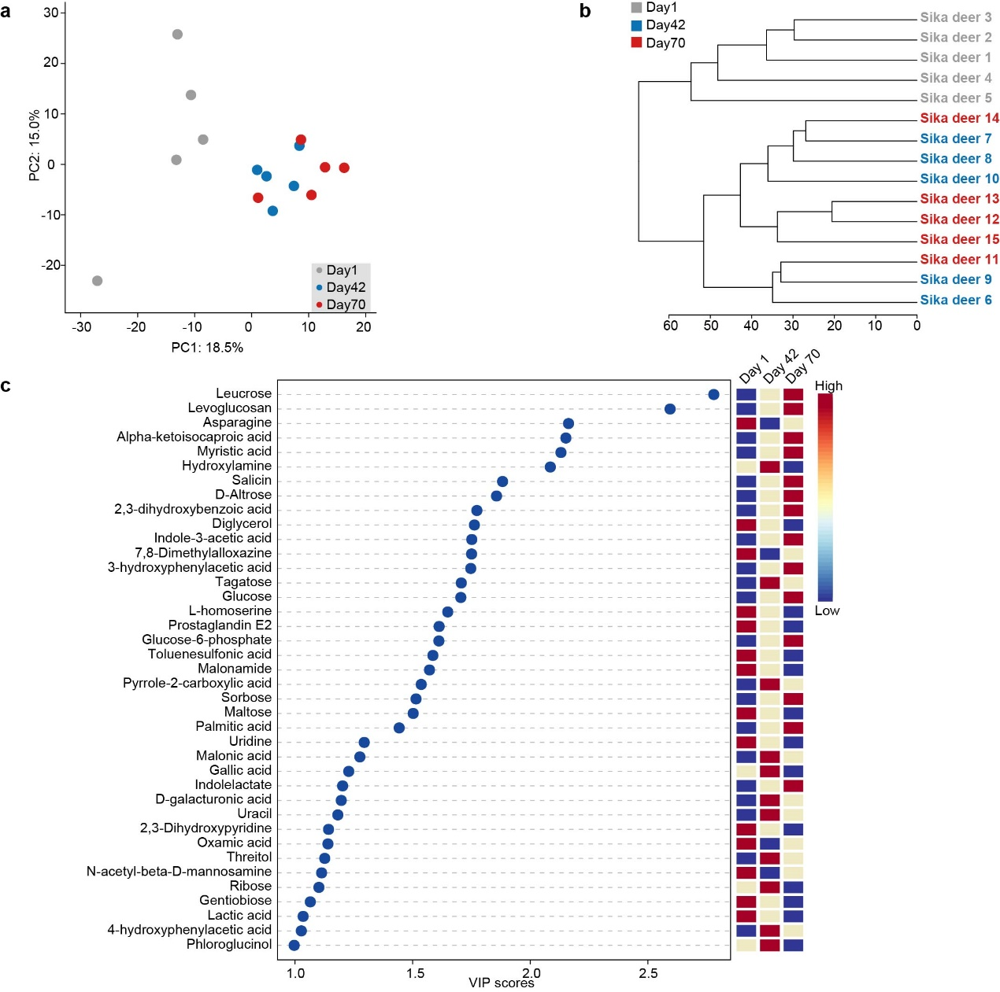 a
30
20
10
0
-10
-20
PC2: 15.0%
-30 -20 -10 0 10 20
PC1: 18.5%
Day1
Day42
Day70
b
Day1
Day42
Day70
Sika deer 3
Sika deer 2
Sika deer 1
Sika deer 4
Sika deer 5
Sika deer 14
Sika deer 7
Sika deer 8
Sika deer 10
Sika deer 13
Sika deer 12
Sika deer 15
Sika deer 11
Sika deer 9
Sika deer 6
60 50 40 30 20 10 0
c
Day 1 Day 42 Day 70
Leucrose
Levoglucosan
Asparagine
Alpha-ketoisocaproic acid
Myristic acid
Hydroxylamine
Salicin
D-Altrose
2,3-dihydroxybenzoic acid
Diglycerol
Indole-3-acetic acid
7,8-Dimethylalloxazine
3-hydroxyphenylacetic acid
Tagatose
Glucose
L-homoserine
Prostaglandin E2
Glucose-6-phosphate
Toluenesulfonic acid
Malonamide
Pyrrole-2-carboxylic acid
Sorbose
Maltose
Palmitic acid
Uridine
Malonic acid
Gallic acid
Indolelactate
D-galacturonic acid
Uracil
2,3-Dihydroxypyridine
Oxamic acid
Threitol
N-acetyl-beta-D-mannosamine
Ribose
Gentiobiose
Lactic acid
4-hydroxyphenylacetic acid
Phloroglucinol
1.0 1.5 2.0 2.5
VIP scores
High
Low